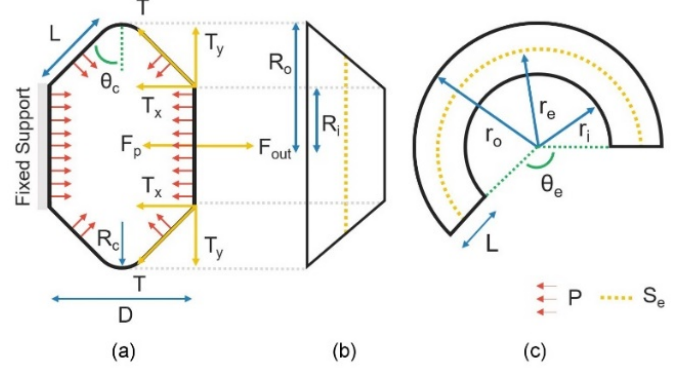 L
T
T_y
θ_c
T_x
R_o
R_i
Fixed Support
F_p
F_out
T_x
R_c
T_y
T
D
r_o
r_e
r_i
θ_e
L
P
S_e
(a)
(b)
(c)